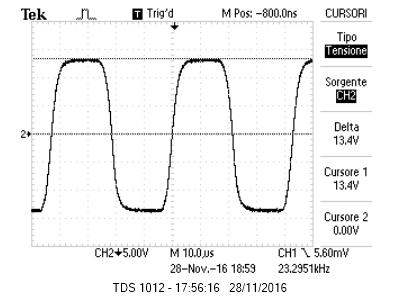 Tek T Trig'd M Pos: -800.0ns CURSORI
Tipo
Tensione
Sorgente
CH2
Delta
13.4V
Cursore 1
13.4V
Cursore 2
0.00V
2
CH2 5.00V M 10.0µs CH1 5.60mV
28-Nov.-16 18:59 23.2951kHz
TDS 1012 - 17:56:16 28/11/2016